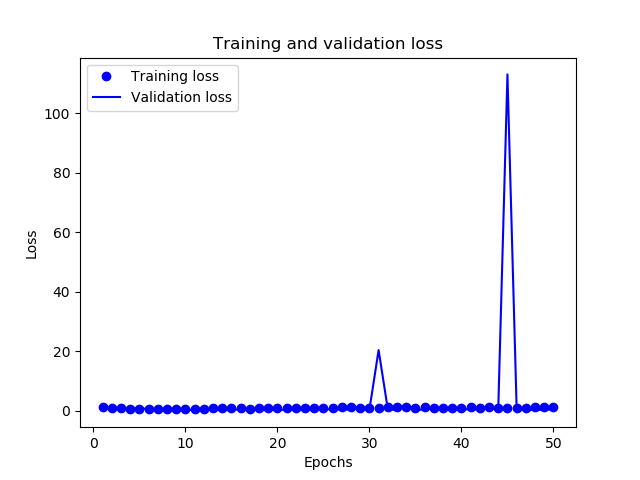 Training and validation loss
Training loss
Validation loss
100
80
60
40
20
0
Loss
0 10 20 30 40 50
Epochs